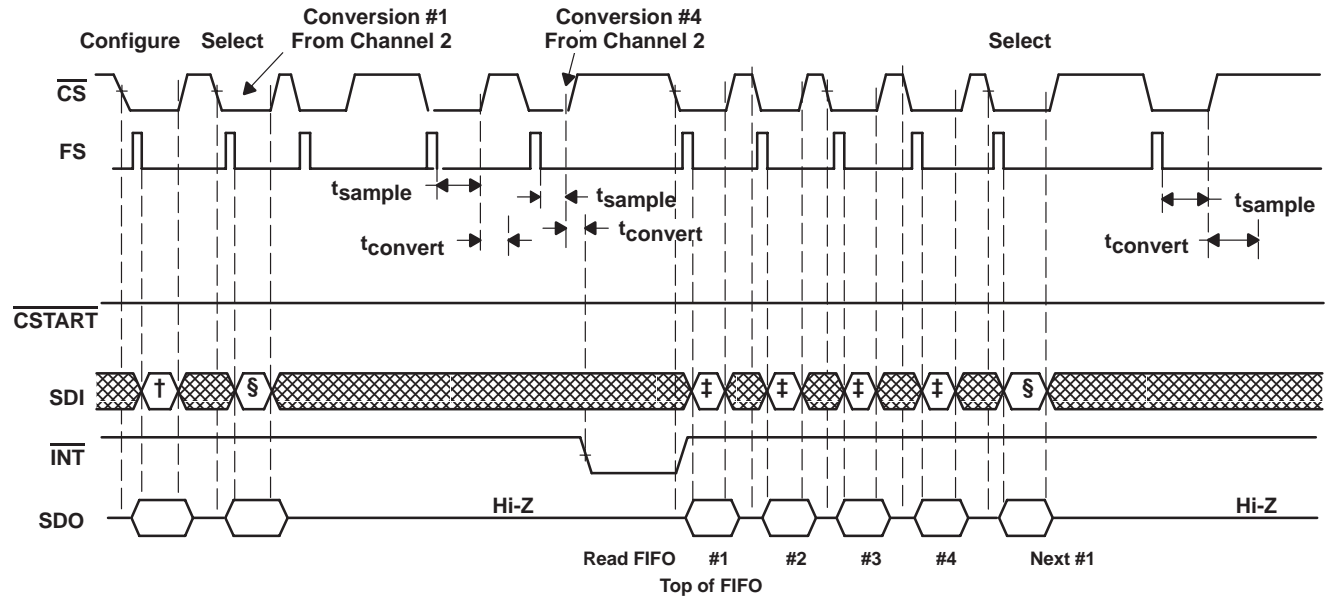 Conversion #1
From Channel 2
Conversion #4
From Channel 2
Configure
Select
Select
CS
FS
tsample
tsample
tsample
tconvert
tconvert
tconvert
CSTART
SDI
†
§
‡
‡
‡
‡
§
INT
Hi-Z
Hi-Z
SDO
Read FIFO
#1
#2
#3
#4
Next #1
Top of FIFO